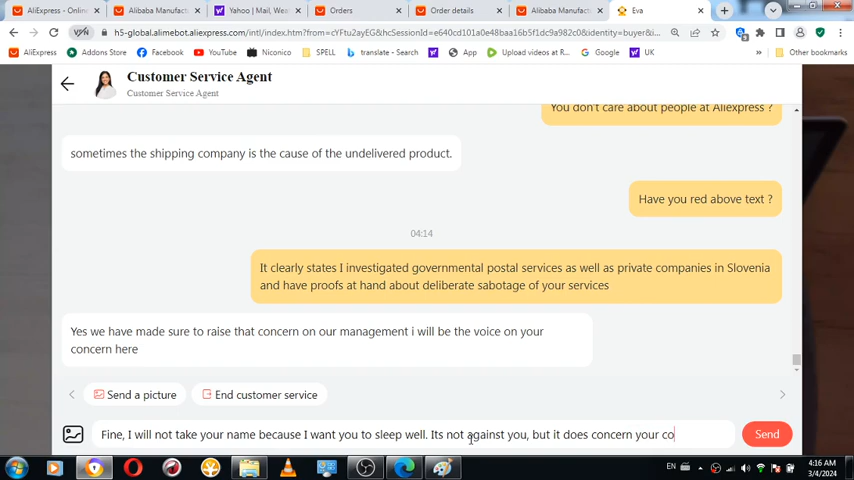 AliExpress - Online
Alibaba Manufact
Yahoo | Mail, Wea
Orders
Order details
Alibaba Manufact
Eva
h5-global.alimebot.aliexpress.com/intl/index.htm?from=cYFtu2ayEG&hcSessionId=e640cd101a0e48baa16b5f1dc9a982c0&identity=buyer&i...
AliExpress
Addons Store
Facebook
YouTube
Niconico
SPELL
translate - Search
App
Upload videos at r...
Google
UK
»
Other bookmarks
Customer Service Agent
Customer Service Agent
You don't care about people at Aliexpress ?
sometimes the shipping company is the cause of the undelivered product.
Have you red above text ?
04:14
It clearly states I investigated governmental postal services as well as private companies in Slovenia
and have proofs at hand about deliberate sabotage of your services
Yes we have made sure to raise that concern on our management i will be the voice on your
concern here
Send a picture
End customer service
Fine, I will not take your name because I want you to sleep well. Its not against you, but it does concern your co
Send
EN
4:16 AM
3/4/2024